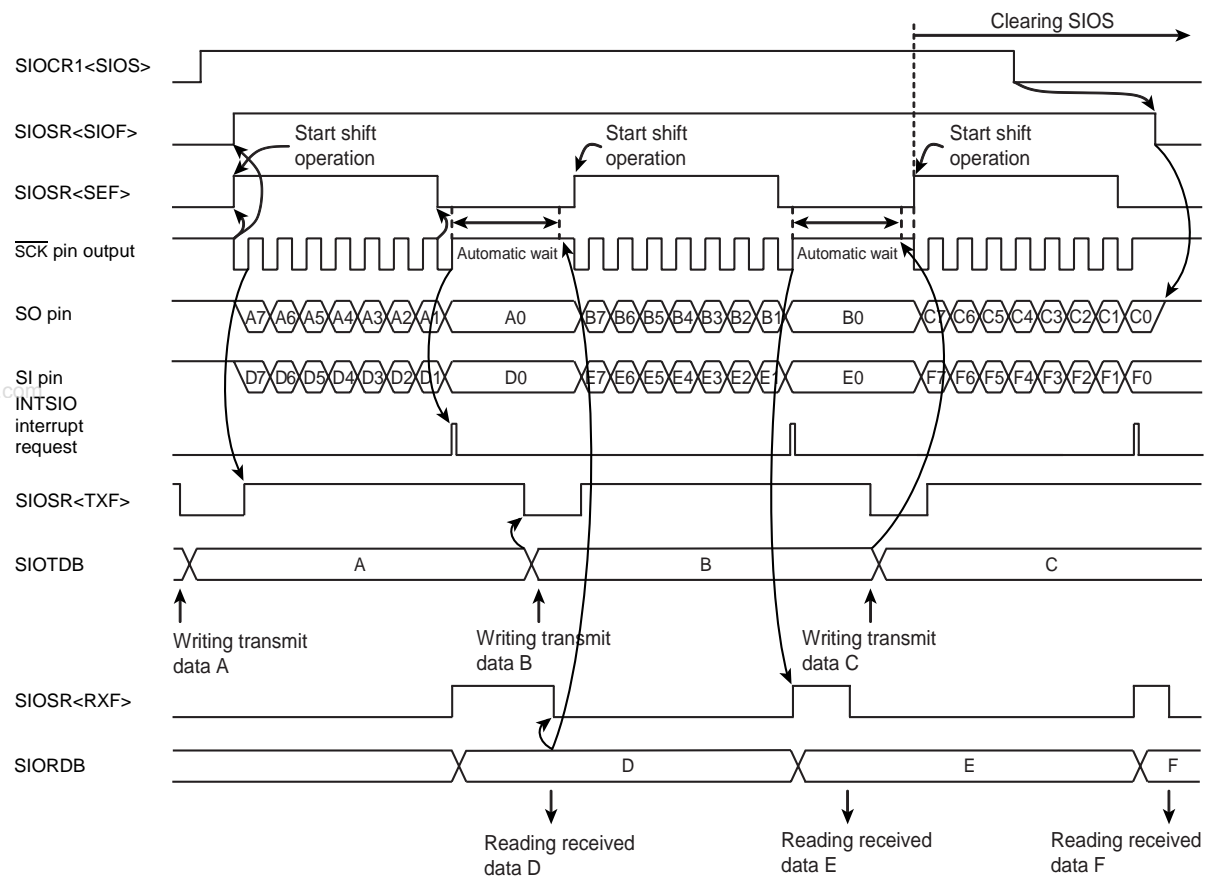 Clearing SIOS
SIOCR1<SIOS>
SIOSR<SIOF>
Start shift
operation
Start shift
operation
Start shift
operation
SIOSR<SEF>
SCK pin output
Automatic wait
Automatic wait
SO pin
A7 A6 A5 A4 A3 A2 A1 A0 B7 B6 B5 B4 B3 B2 B1 B0 C7 C6 C5 C4 C3 C2 C1 C0
SI pin
D7 D6 D5 D4 D3 D2 D1 D0 E7 E6 E5 E4 E3 E2 E1 E0 F7 F6 F5 F4 F3 F2 F1 F0
.com
INTSIO
interrupt
request
SIOSR<TXF>
SIOTDB
A B C
Writing transmit
data A
Writing transmit
data B
Writing transmit
data C
SIOSR<RXF>
SIORDB
D E F
Reading received
data D
Reading received
data E
Reading received
data F